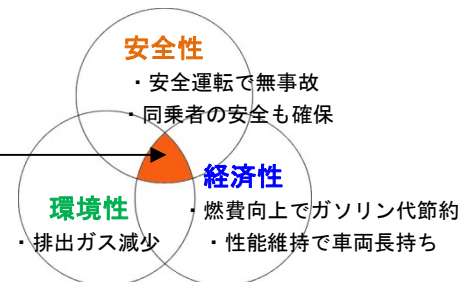 安全性
・安全運転で無事故
・同乗者の安全も確保
経済性
・燃費向上でガソリン代節約
・性能維持で車両長持ち
環境性
・排出ガス減少